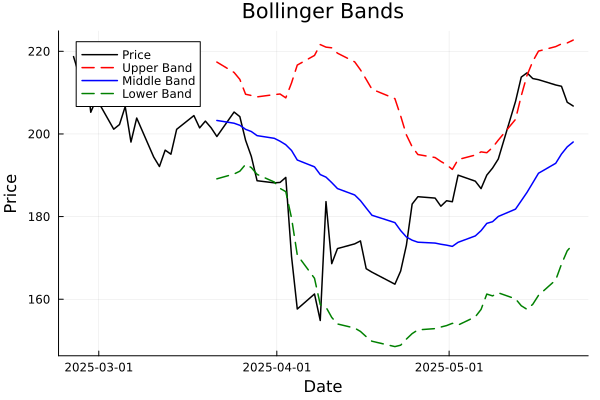 Bollinger Bands
Price
Upper Band
Middle Band
Lower Band
220
200
180
160
Price
2025-03-01
2025-04-01
2025-05-01
Date